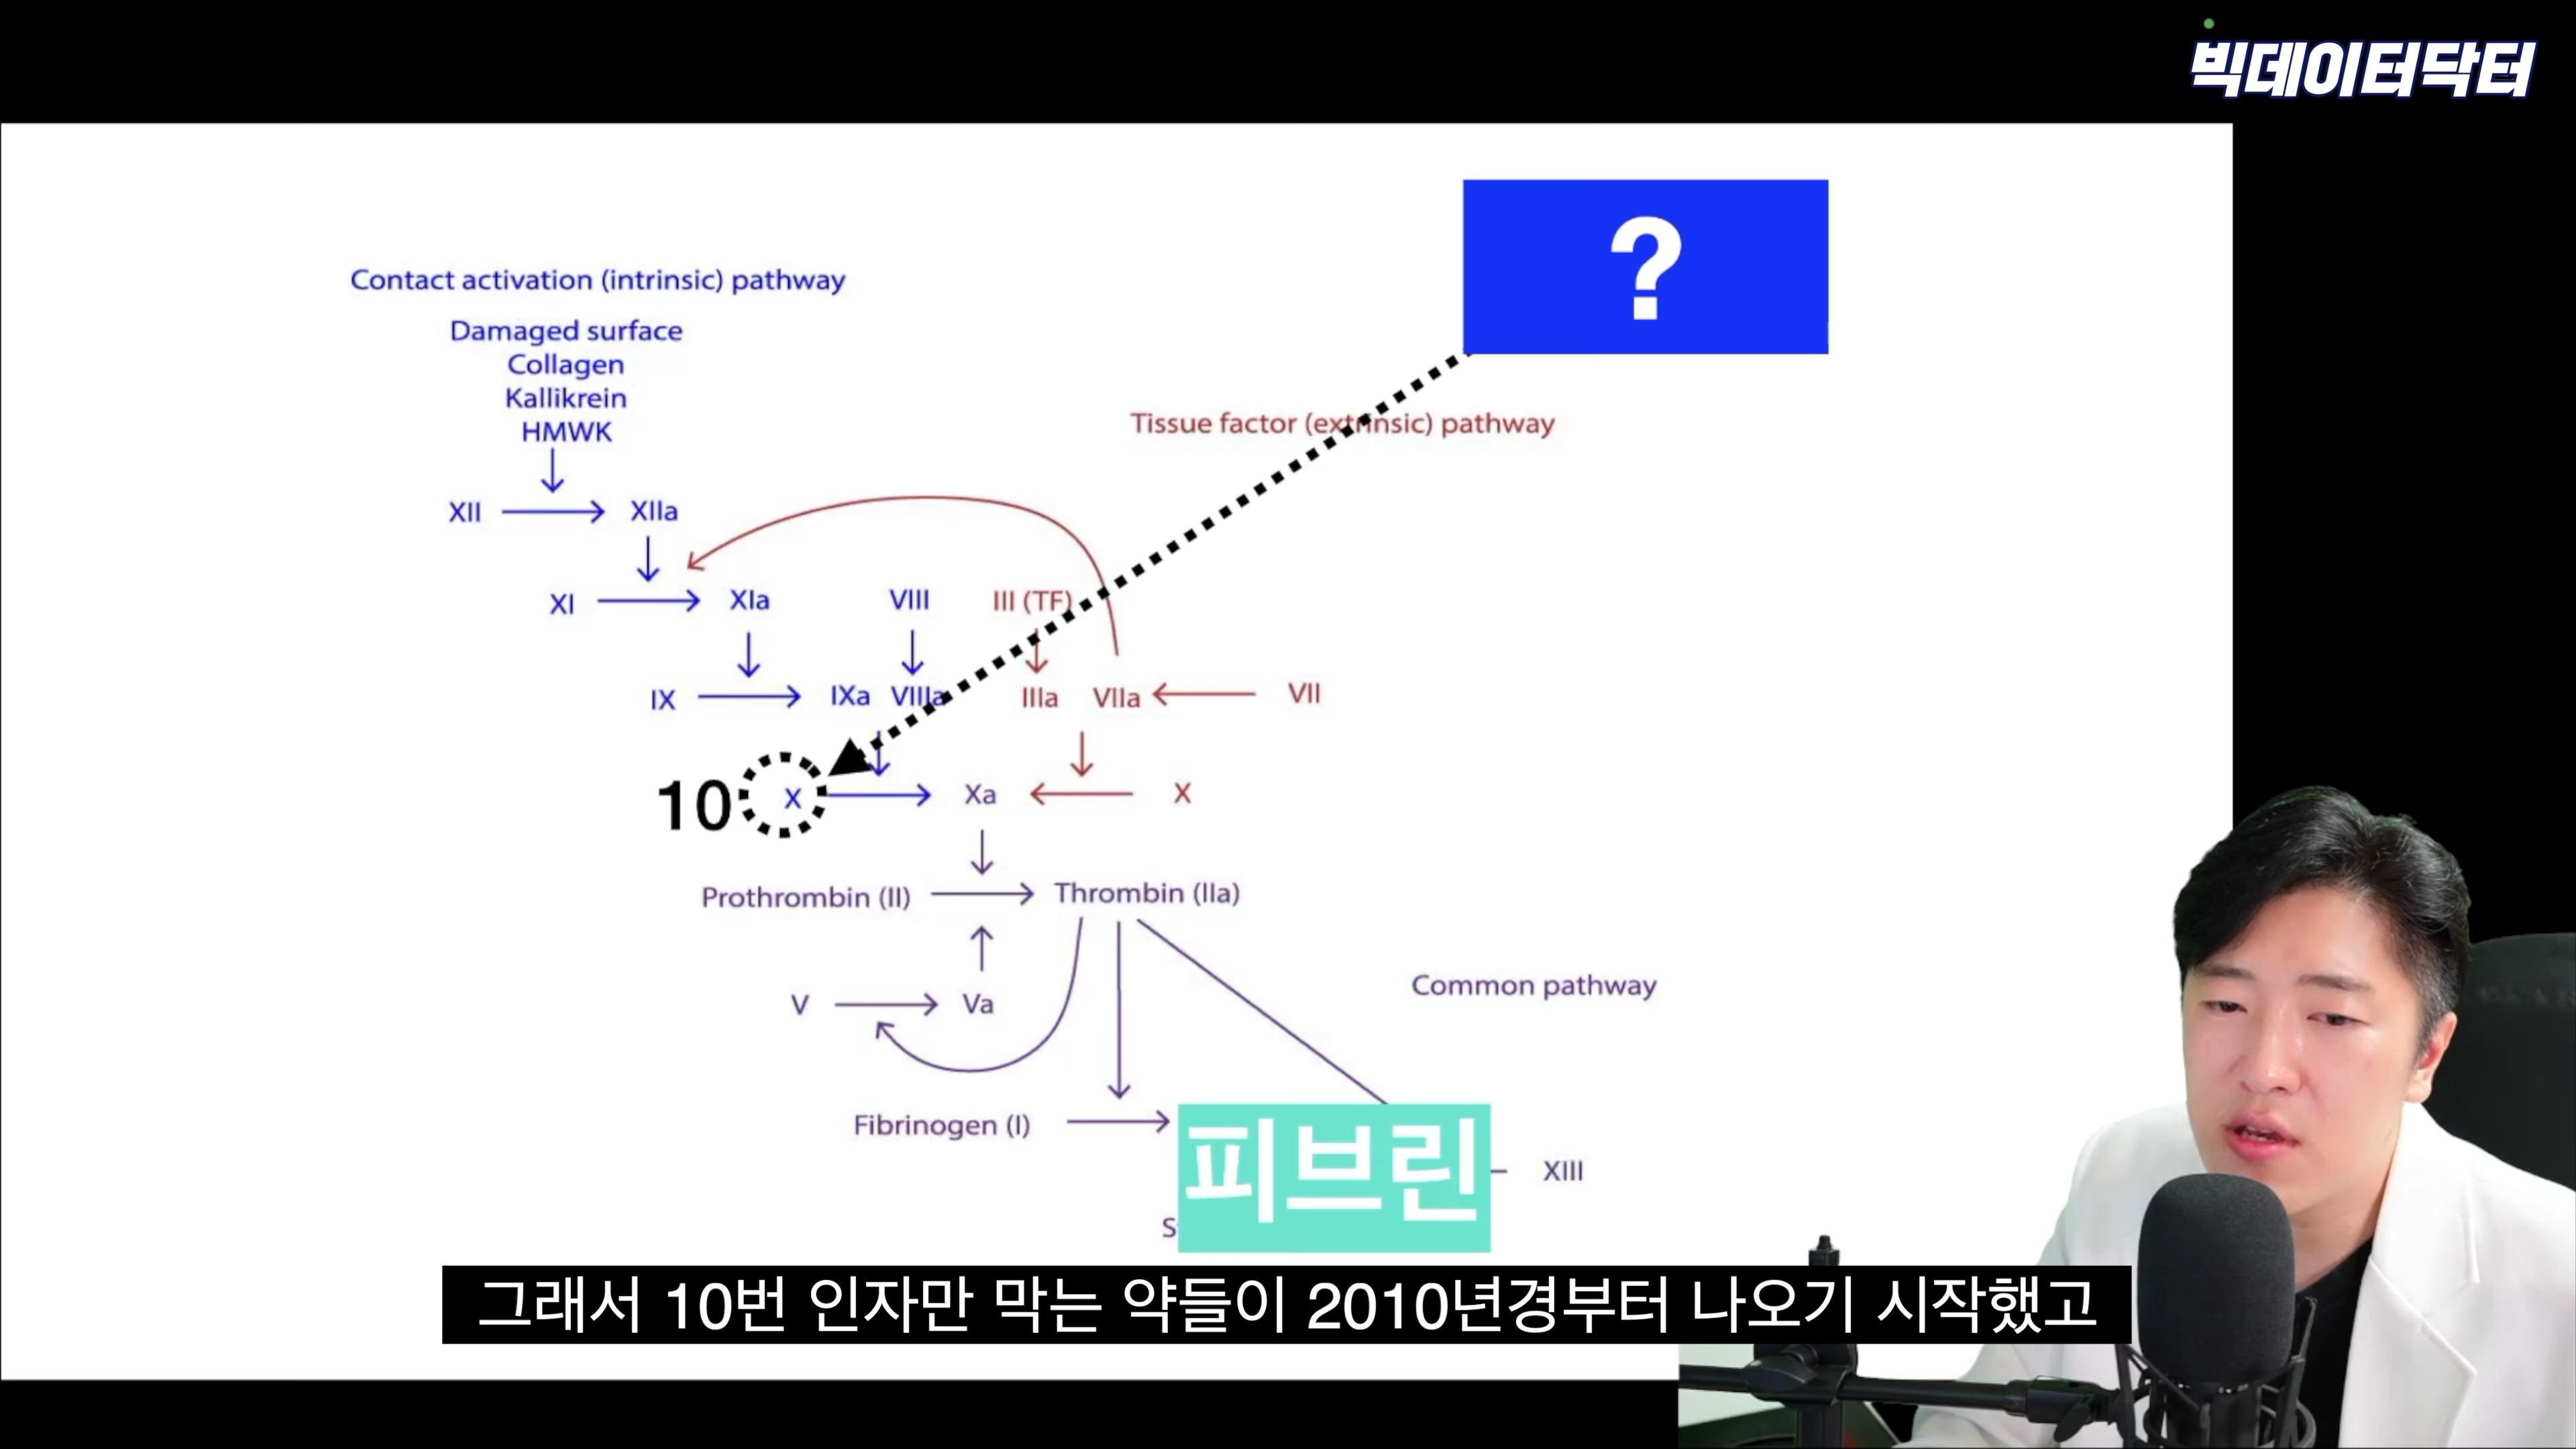 빅데이터닥터
?
Contact activation (intrinsic) pathway
Damaged surface
Collagen
Kallikrein
HMWK
Tissue factor (extrinsic) pathway
XII XIIa
XI XIa VIII III (TF)
IX IXa VIIIa IIIa VIIa VII
10 X Xa X
Prothrombin (II) Thrombin (IIa)
V Va
Common pathway
Fibrinogen (I) 피브린
XIII
그래서 10번 인자만 막는 약들이 2010년경부터 나오기 시작했고